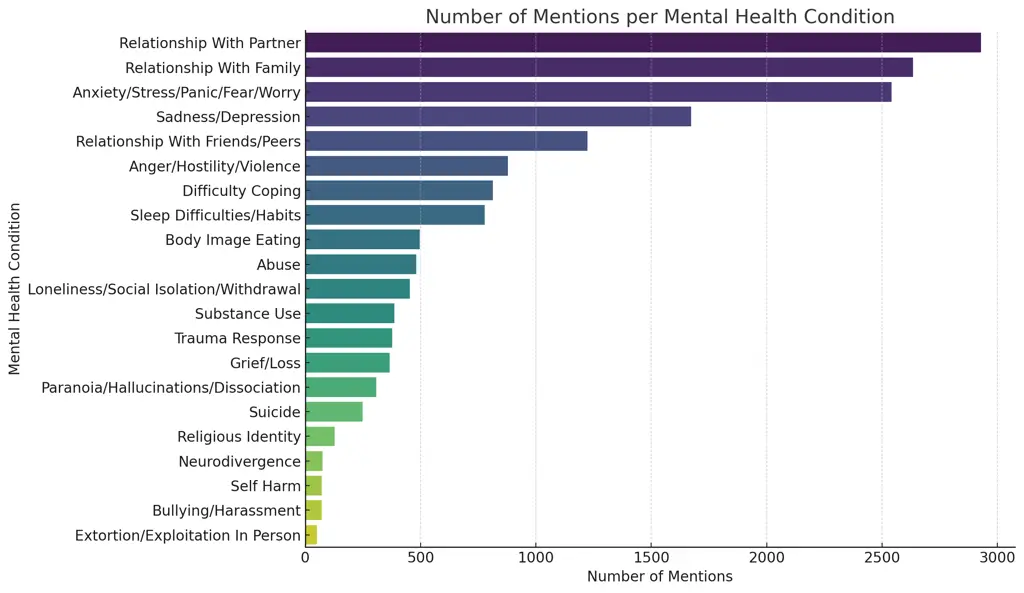 Number of Mentions per Mental Health Condition
Relationship With Partner
Relationship With Family
Anxiety/Stress/Panic/Fear/Worry
Sadness/Depression
Relationship With Friends/Peers
Anger/Hostility/Violence
Difficulty Coping
Sleep Difficulties/Habits
Body Image Eating
Abuse
Loneliness/Social Isolation/Withdrawal
Substance Use
Trauma Response
Grief/Loss
Paranoia/Hallucinations/Dissociation
Suicide
Religious Identity
Neurodivergence
Self Harm
Bullying/Harassment
Extortion/Exploitation In Person
Mental Health Condition
0 500 1000 1500 2000 2500 3000
Number of Mentions